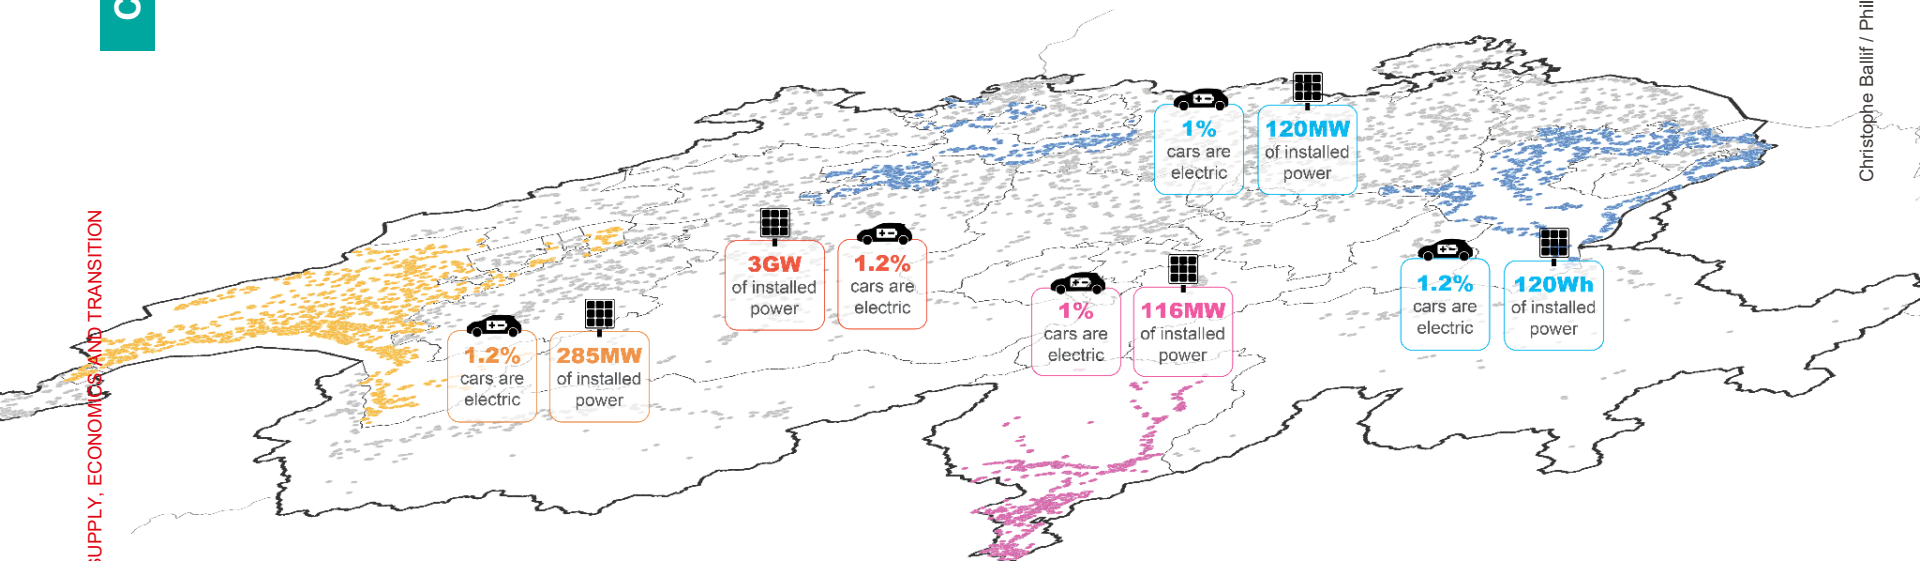 C
SUPPLY, ECONOMICS AND TRANSITION
Christophe Ballif / Phil
1%
cars are
electric
120MW
of installed
power
3GW
of installed
power
1.2%
cars are
electric
1.2%
cars are
electric
285MW
of installed
power
1%
cars are
electric
116MW
of installed
power
1.2%
cars are
electric
120Wh
of installed
power